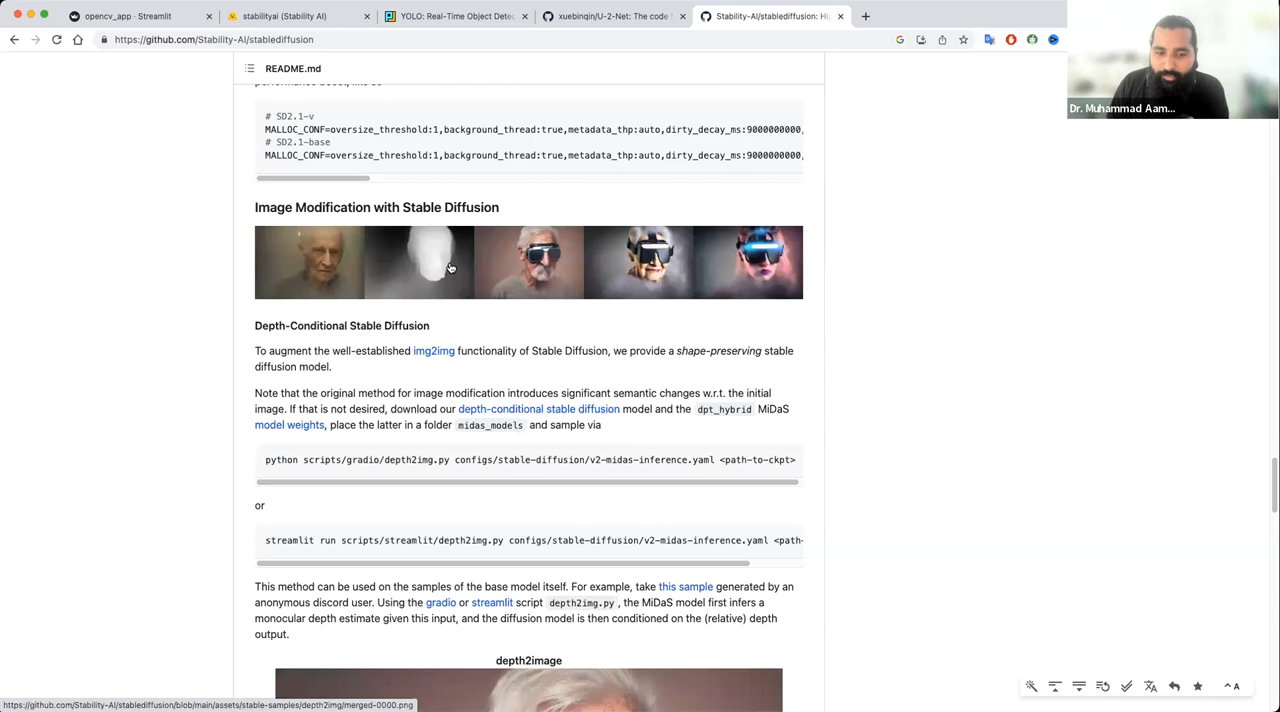 opencv_app · Streamlit
stabilityai (Stability AI)
YOLO: Real-Time Object Detec
xuebinqin/U-2-Net: The code
Stability-AI/stablediffusion: Hi
https://github.com/Stability-AI/stablediffusion
README.md
# SD2.1-v
MALLOC_CONF=oversize_threshold:1,background_thread:true,metadata_thp:auto,dirty_decay_ms:9000000000,
# SD2.1-base
MALLOC_CONF=oversize_threshold:1,background_thread:true,metadata_thp:auto,dirty_decay_ms:9000000000,
Image Modification with Stable Diffusion
Depth-Conditional Stable Diffusion
To augment the well-established img2img functionality of Stable Diffusion, we provide a shape-preserving stable
diffusion model.
Note that the original method for image modification introduces significant semantic changes w.r.t. the initial
image. If that is not desired, download our depth-conditional stable diffusion model and the dpt_hybrid MiDaS
model weights, place the latter in a folder midas_models and sample via
python scripts/gradio/depth2img.py configs/stable-diffusion/v2-midas-inference.yaml <path-to-ckpt>
or
streamlit run scripts/streamlit/depth2img.py configs/stable-diffusion/v2-midas-inference.yaml <path-
This method can be used on the samples of the base model itself. For example, take this sample generated by an
anonymous discord user. Using the gradio or streamlit script depth2img.py, the MiDaS model first infers a
monocular depth estimate given this input, and the diffusion model is then conditioned on the (relative) depth
output.
depth2image
https://github.com/Stability-AI/stablediffusion/blob/main/assets/stable-samples/depth2img/merged-0000.png
Dr. Muhammad Aam...
A